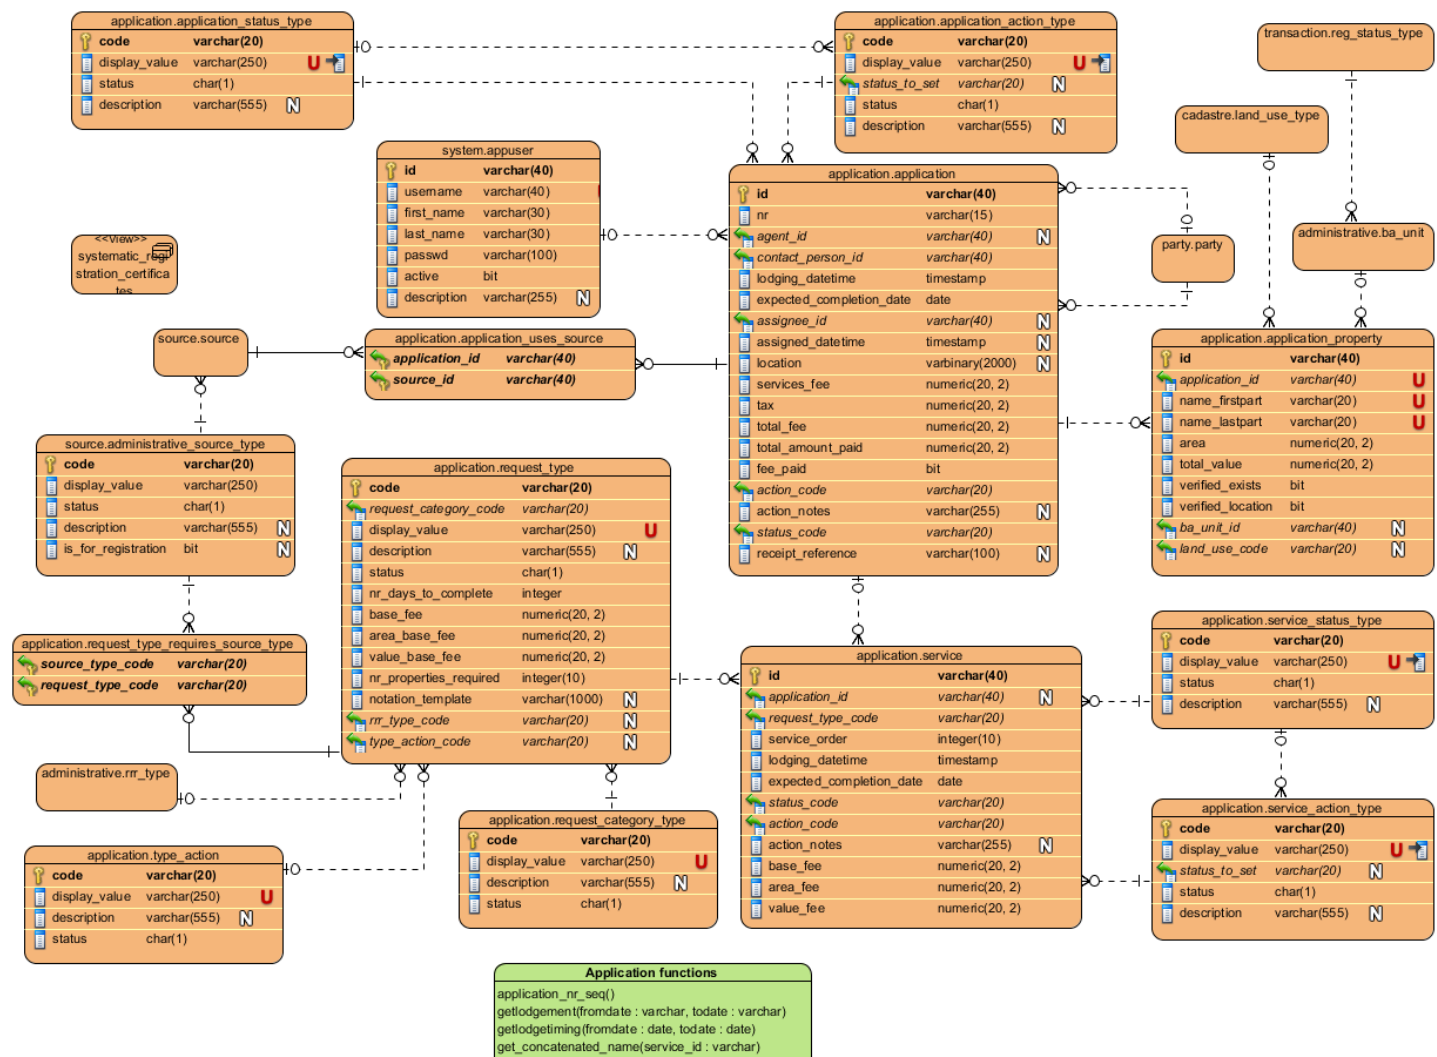 application.application_status_type
code varchar(20)
display_value varchar(250) U
status char(1)
description varchar(555) N
application.application_action_type
code varchar(20)
display_value varchar(250) U
status_to_set varchar(20) N
status char(1)
description varchar(555) N
transaction.reg_status_type
cadastre.land_use_type
system.appuser
id varchar(40)
username varchar(40)
first_name varchar(30)
last_name varchar(30)
passwd varchar(100)
active bit
description varchar(255) N
application.application
id varchar(40)
nr varchar(15)
agent_id varchar(40) N
contact_person_id varchar(40)
lodging_datetime timestamp
expected_completion_date date
assignee_id varchar(40) N
assigned_datetime timestamp N
location varbinary(2000) N
services_fee numeric(20, 2)
tax numeric(20, 2)
total_fee numeric(20, 2)
total_amount_paid numeric(20, 2)
fee_paid bit
action_code varchar(20)
action_notes varchar(255) N
status_code varchar(20)
receipt_reference varchar(100) N
party.party
administrative.ba_unit
<<View>>
systematic_regi
stration_certifica
tes
source.source
application.application_uses_source
application_id varchar(40)
source_id varchar(40)
application.application_property
id varchar(40)
application_id varchar(40) U
name_firstpart varchar(20) U
name_lastpart varchar(20) U
area numeric(20, 2)
total_value numeric(20, 2)
verified_exists bit
verified_location bit
ba_unit_id varchar(40) N
land_use_code varchar(20) N
source.administrative_source_type
code varchar(20)
display_value varchar(250)
status char(1)
description varchar(555) N
is_for_registration bit N
application.request_type
code varchar(20)
request_category_code varchar(20)
display_value varchar(250) U
description varchar(555) N
status char(1)
nr_days_to_complete integer
base_fee numeric(20, 2)
area_base_fee numeric(20, 2)
value_base_fee numeric(20, 2)
nr_properties_required integer(10)
notation_template varchar(1000) N
rrr_type_code varchar(20) N
type_action_code varchar(20) N
application.request_type_requires_source_type
source_type_code varchar(20)
request_type_code varchar(20)
application.service
id varchar(40)
application_id varchar(40) N
request_type_code varchar(20)
service_order integer(10)
lodging_datetime timestamp
expected_completion_date date
status_code varchar(20)
action_code varchar(20)
action_notes varchar(255) N
base_fee numeric(20, 2)
area_fee numeric(20, 2)
value_fee numeric(20, 2)
application.service_status_type
code varchar(20)
display_value varchar(250) U
status char(1)
description varchar(555) N
administrative.rrr_type
application.request_category_type
code varchar(20)
display_value varchar(250) U
description varchar(555) N
status char(1)
application.type_action
code varchar(20)
display_value varchar(250) U
description varchar(555) N
status char(1)
application.service_action_type
code varchar(20)
display_value varchar(250) U
status_to_set varchar(20) N
status char(1)
description varchar(555) N
Application functions
application_nr_seq()
getlodgement(fromdate : varchar, todate : varchar)
getlodgetiming(fromdate : date, todate : date)
get_concatenated_name(service_id : varchar)